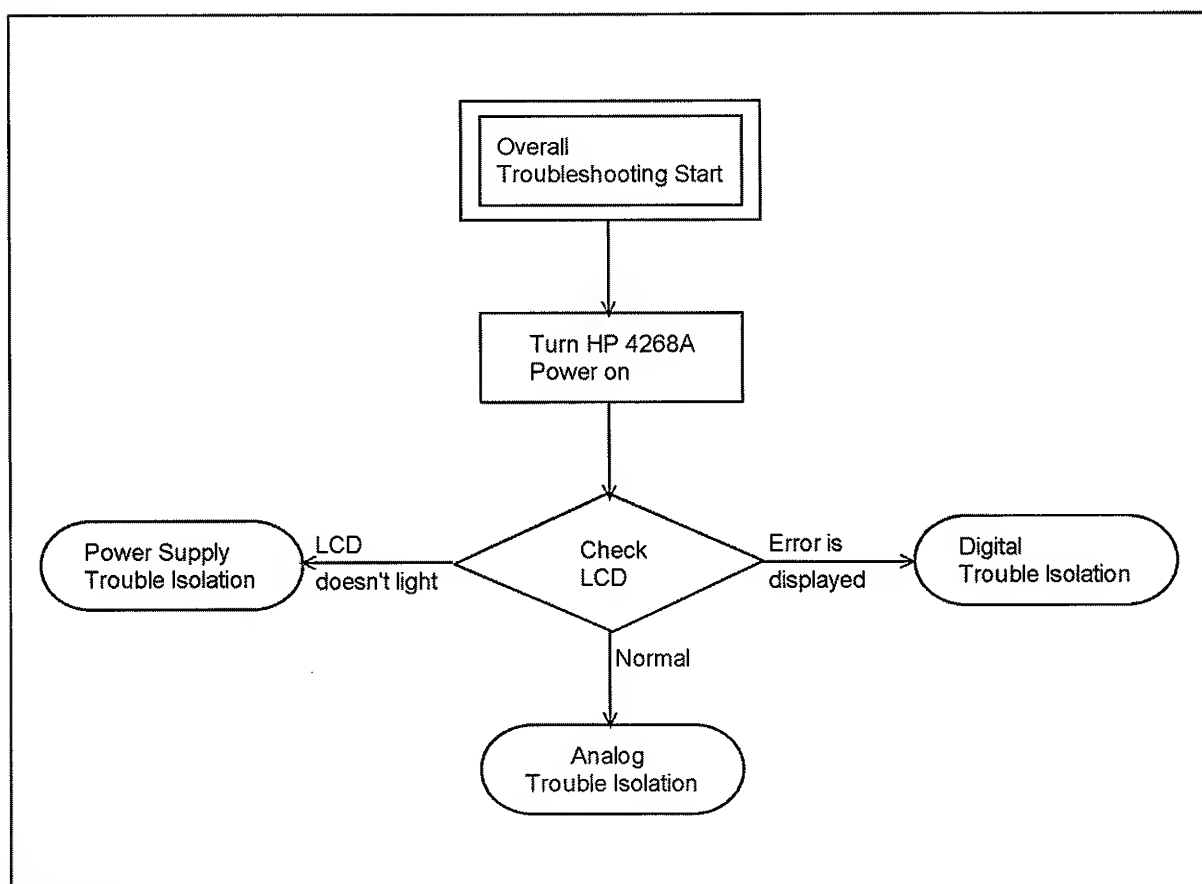 Overall
Troubleshooting Start
Turn HP 4268A
Power on
Check
LCD
LCD
doesn't light
Power Supply
Trouble Isolation
Error is
displayed
Digital
Trouble Isolation
Normal
Analog
Trouble Isolation